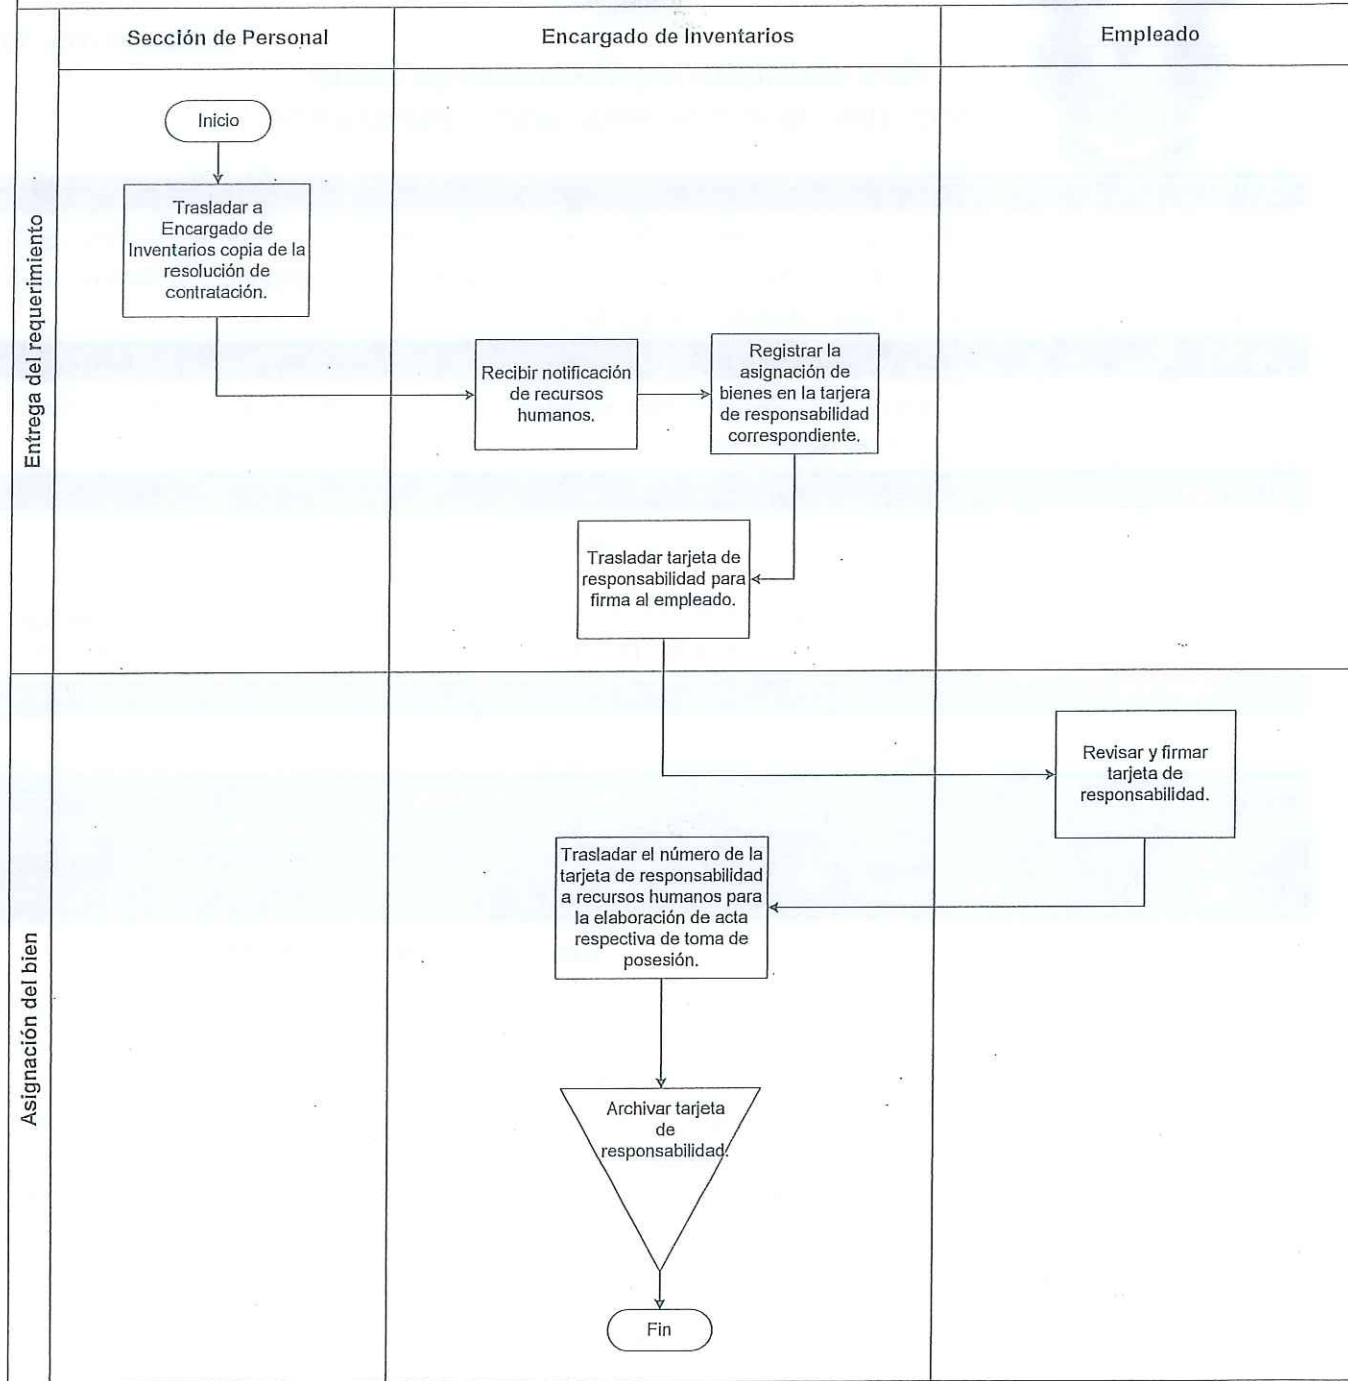 Sección de Personal
Encargado de Inventarios
Empleado
Entrega del requerimiento
Inicio
Trasladar a
Encargado de
Inventarios copia de la
resolución de
contratación.
Recibir notificación
de recursos
humanos.
Registrar la
asignación de
bienes en la tarjera
de responsabilidad
correspondiente.
Trasladar tarjeta de
responsabilidad para
firma al empleado.
Asignación del bien
Revisar y firmar
tarjeta de
responsabilidad.
Trasladar el número de la
tarjeta de responsabilidad
a recursos humanos para
la elaboración de acta
respectiva de toma de
posesión.
Archivar tarjeta
de
responsabilidad.
Fin